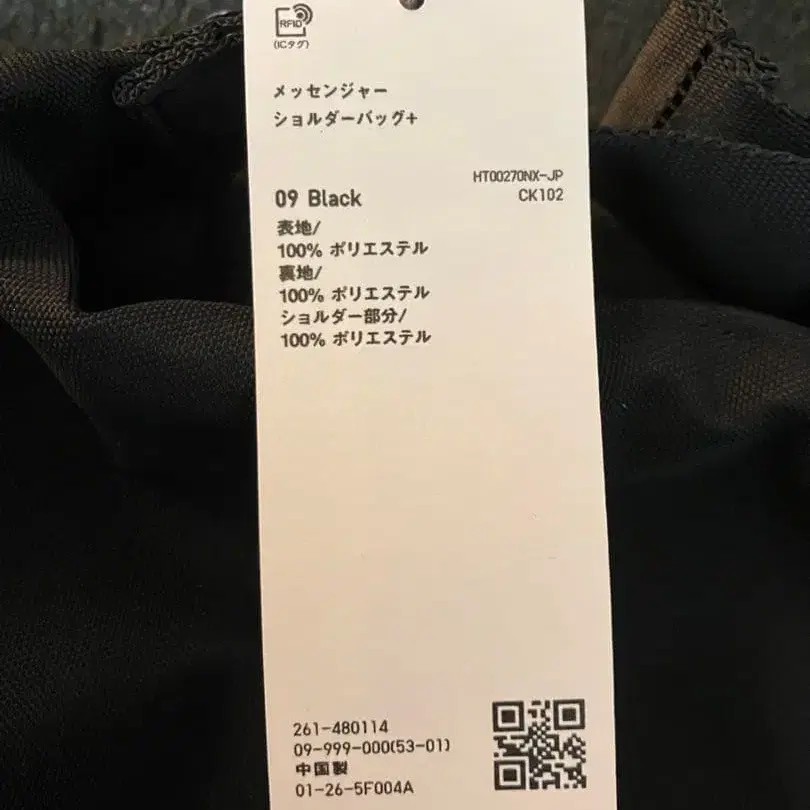 RFID
(ICタグ)
メッセンジャー
ショルダーバッグ+
HT00270NX-JP
09 Black
CK102
表地/
100% ポリエステル
裏地/
100% ポリエステル
ショルダー部分/
100% ポリエステル
261-480114
09-999-000(53-01)
中国製
01-26-5F004A